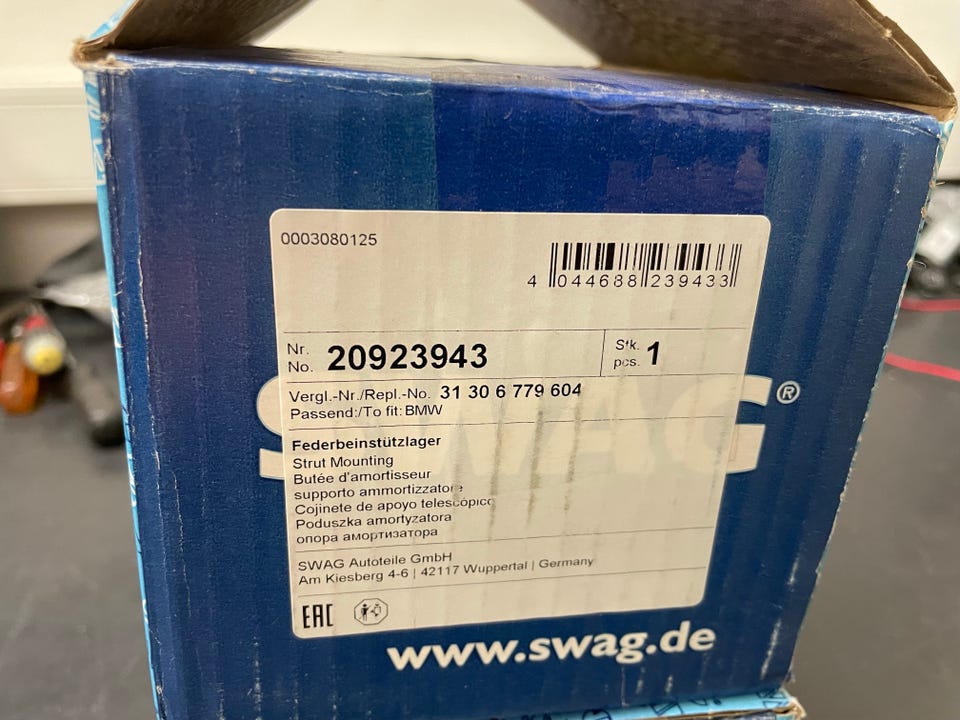 0003080125
4 044688 239433
Nr.
No. 20923943
Stk.
pcs. 1
Vergl.-Nr./Repl.-No. 31 30 6 779 604
Passend:/To fit:BMW
SWAG®
Federbeinstützlager
Strut Mounting
Butée d'amortisseur
supporto ammortizzatore
Cojinete de apoyo telescópico
Poduszka amortyzatora
опора амортизатора
SWAG Autoteile GmbH
Am Kiesberg 4-6 | 42117 Wuppertal | Germany
EAC
www.swag.de